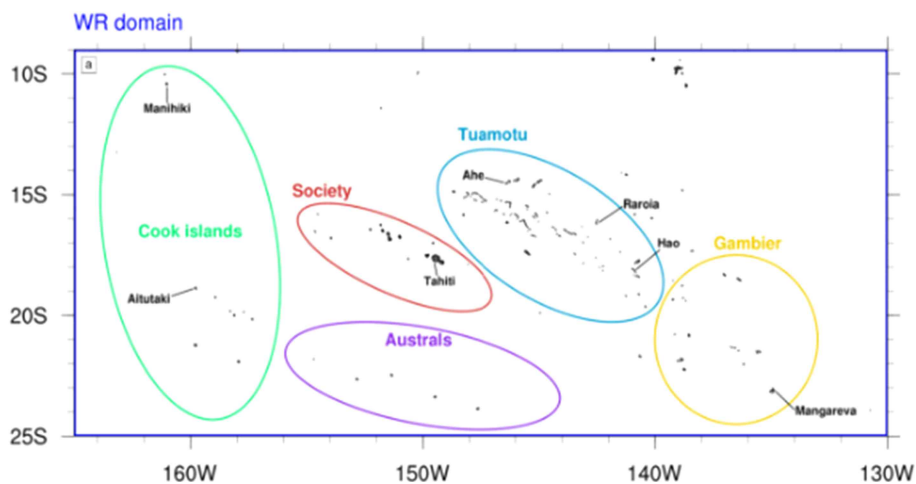 WR domain
a
10S
Manihiki
Tuamotu
Ahe
15S
Society
Raroia
Cook islands
Hao
Gambier
Tahiti
Aitutaki
20S
Australs
Mangareva
25S
160W
150W
140W
130W